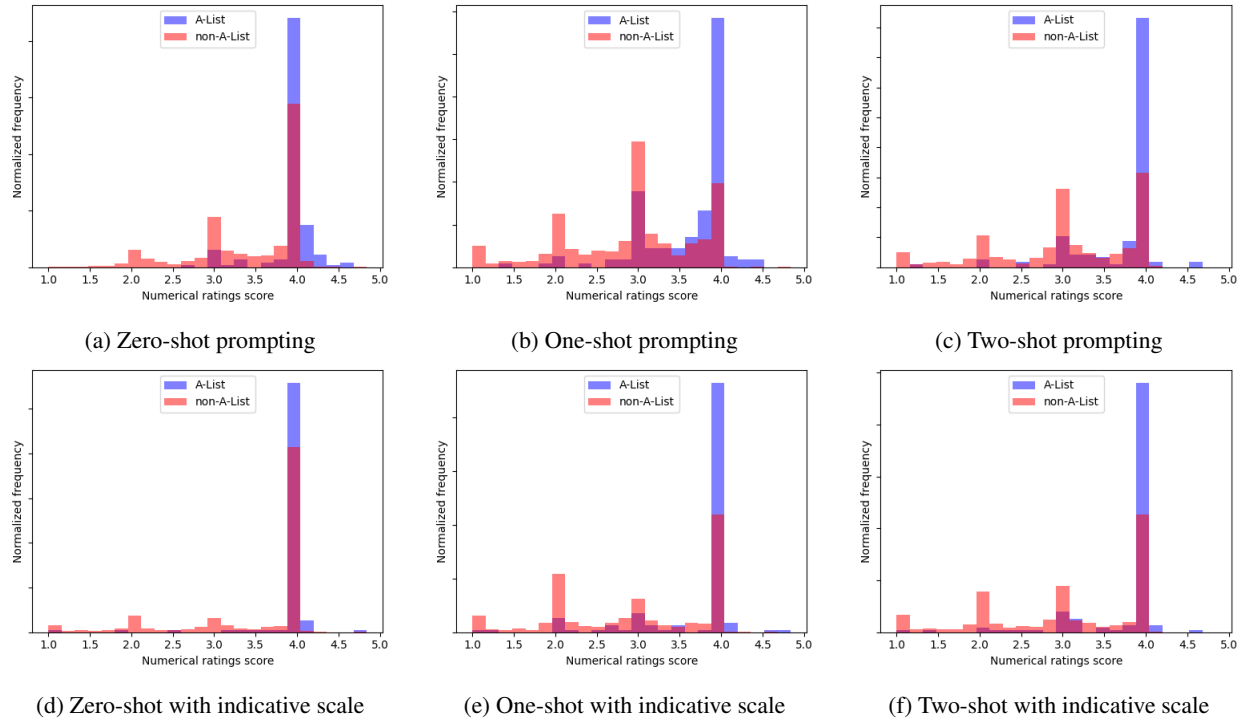 A-List
non-A-List
Normalized frequency
1.0 1.5 2.0 2.5 3.0 3.5 4.0 4.5 5.0
Numerical ratings score
(a) Zero-shot prompting
A-List
non-A-List
Normalized frequency
1.0 1.5 2.0 2.5 3.0 3.5 4.0 4.5 5.0
Numerical ratings score
(b) One-shot prompting
A-List
non-A-List
Normalized frequency
1.0 1.5 2.0 2.5 3.0 3.5 4.0 4.5 5.0
Numerical ratings score
(c) Two-shot prompting
A-List
non-A-List
Normalized frequency
1.0 1.5 2.0 2.5 3.0 3.5 4.0 4.5 5.0
Numerical ratings score
(d) Zero-shot with indicative scale
A-List
non-A-List
Normalized frequency
1.0 1.5 2.0 2.5 3.0 3.5 4.0 4.5 5.0
Numerical ratings score
(e) One-shot with indicative scale
A-List
non-A-List
Normalized frequency
1.0 1.5 2.0 2.5 3.0 3.5 4.0 4.5 5.0
Numerical ratings score
(f) Two-shot with indicative scale